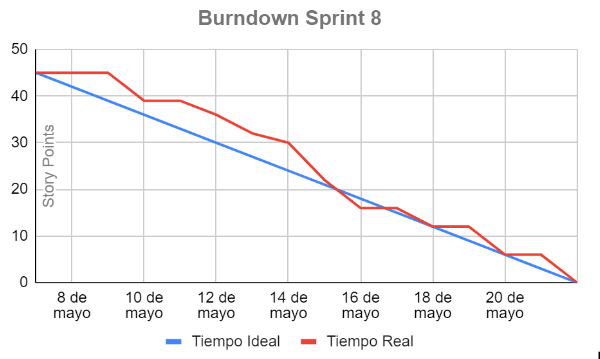 Burndown Sprint 8
50
40
30
20
10
0
Story Points
8 de
mayo
10 de
mayo
12 de
mayo
14 de
mayo
16 de
mayo
18 de
mayo
20 de
mayo
Tiempo Ideal
Tiempo Real